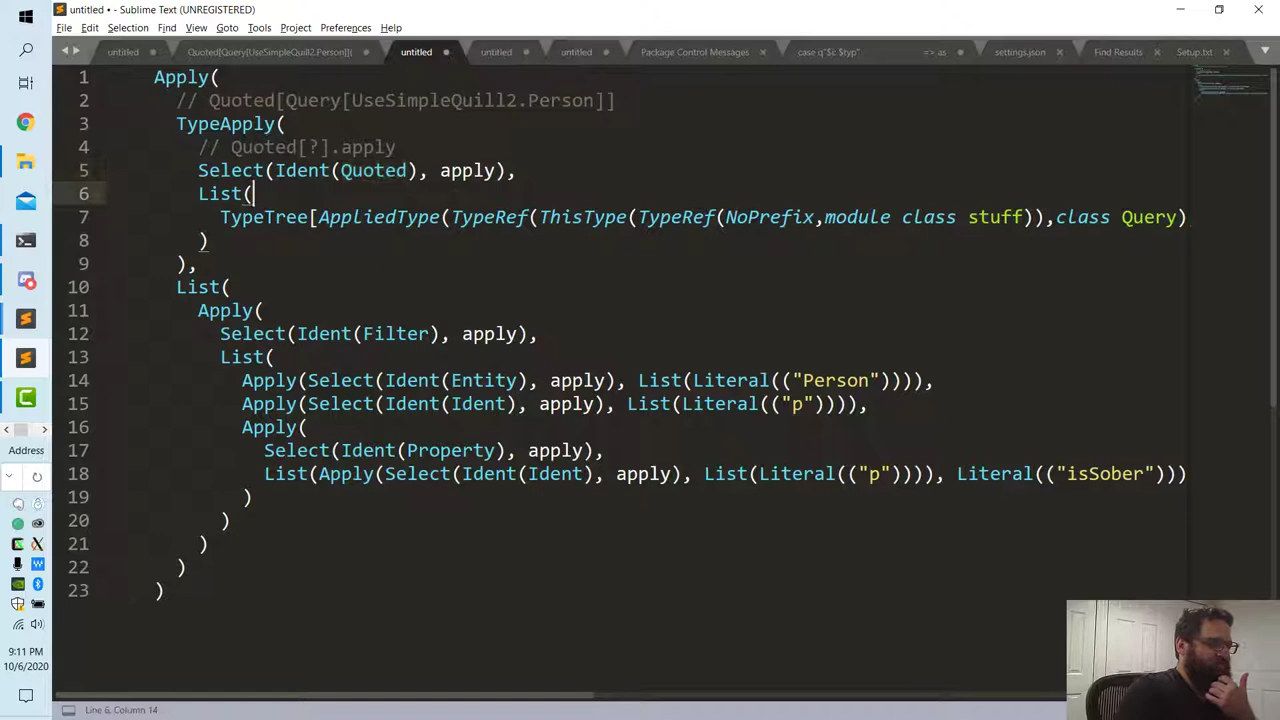 untitled • - Sublime Text (UNREGISTERED)
File Edit Selection Find View Goto Tools Project Preferences Help
untitled Quoted[Query[UseSimpleQuill2.Person]]( untitled untitled untitled Package Control Messages case q"$i: $typ" => as settings.json Find Results Setup.txt
1 Apply(
2 // Quoted[Query[UseSimpleQuill2.Person]]
3 TypeApply(
4 // Quoted[?].apply
5 Select(Ident(Quoted), apply),
6 List(
7 TypeTree[AppliedType(TypeRef(ThisType(TypeRef(NoPrefix,module class stuff)),class Query)
8 )
9 ),
10 List(
11 Apply(
12 Select(Ident(Filter), apply),
13 List(
14 Apply(Select(Ident(Entity), apply), List(Literal(("Person")))),
15 Apply(Select(Ident(Ident), apply), List(Literal(("p")))),
16 Apply(
17 Select(Ident(Property), apply),
18 List(Apply(Select(Ident(Ident), apply), List(Literal(("p")))), Literal(("isSober")))
19 )
20 )
21 )
22 )
23 )
Address
9:11 PM
10/6/2020
Line 6, Column 14